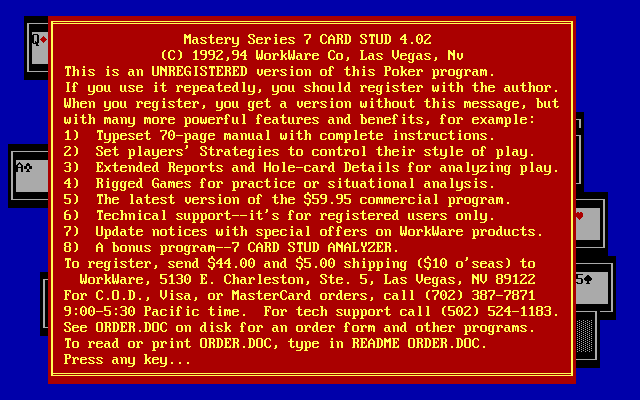 Mastery Series 7 CARD STUD 4.02
(C) 1992,94 WorkWare Co, Las Vegas, Nv
This is an UNREGISTERED version of this Poker program.
If you use it repeatedly, you should register with the author.
When you register, you get a version without this message, but
with many more powerful features and benefits, for example:
1)  Typeset 70-page manual with complete instructions.
2)  Set players' Strategies to control their style of play.
3)  Extended Reports and Hole-card Details for analyzing play.
4)  Rigged Games for practice or situational analysis.
5)  The latest version of the $59.95 commercial program.
6)  Technical support--it's for registered users only.
7)  Update notices with special offers on WorkWare products.
8)  A bonus program--7 CARD STUD ANALYZER.
To register, send $44.00 and $5.00 shipping ($10 o'seas) to
WorkWare, 5130 E. Charleston, Ste. 5, Las Vegas, NV 89122
For C.O.D., Visa, or MasterCard orders, call (702) 387-7871
9:00-5:30 Pacific time.  For tech support call (502) 524-1183.
See ORDER.DOC on disk for an order form and other programs.
To read or print ORDER.DOC, type in README ORDER.DOC.
Press any key...
Q♦
A♣
♥
5♠